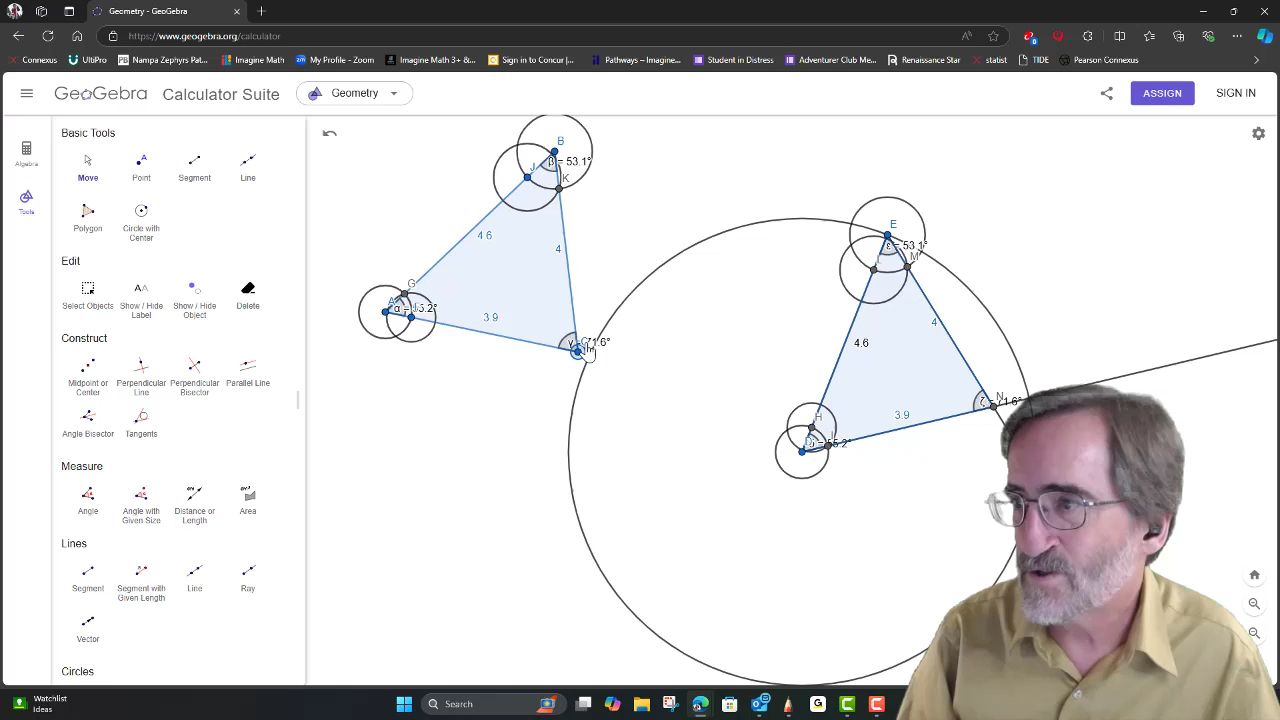 Geometry - GeoGebra
https://www.geogebra.org/calculator
Connexus
UltiPro
PB Nampa Zephyrs Pat...
Imagine Math
My Profile - Zoom
Imagine Math 3+ &...
Sign in to Concur |...
Pathways – Imagine...
Student in Distress
Adventurer Club Me...
Renaissance Star
statist
TIDE
Pearson Connexus
GeoGebra
Calculator Suite
Geometry
ASSIGN
SIGN IN
Algebra
Tools
Basic Tools
Move
Point
Segment
Line
Polygon
Circle with Center
Edit
Select Objects
Show / Hide Label
Show / Hide Object
Delete
Construct
Midpoint or Center
Perpendicular Line
Perpendicular Bisector
Parallel Line
Angle Bisector
Tangents
Measure
Angle
Angle with Given Size
Distance or Length
Area
Lines
Segment
Segment with Given Length
Line
Ray
Vector
Circles
B
β = 53.1°
J
K
4.6
4
G
A
3.9
E
ε = 53.1°
L
M
4
4.6
N
3.9
H
D
Watchlist
Ideas
Search